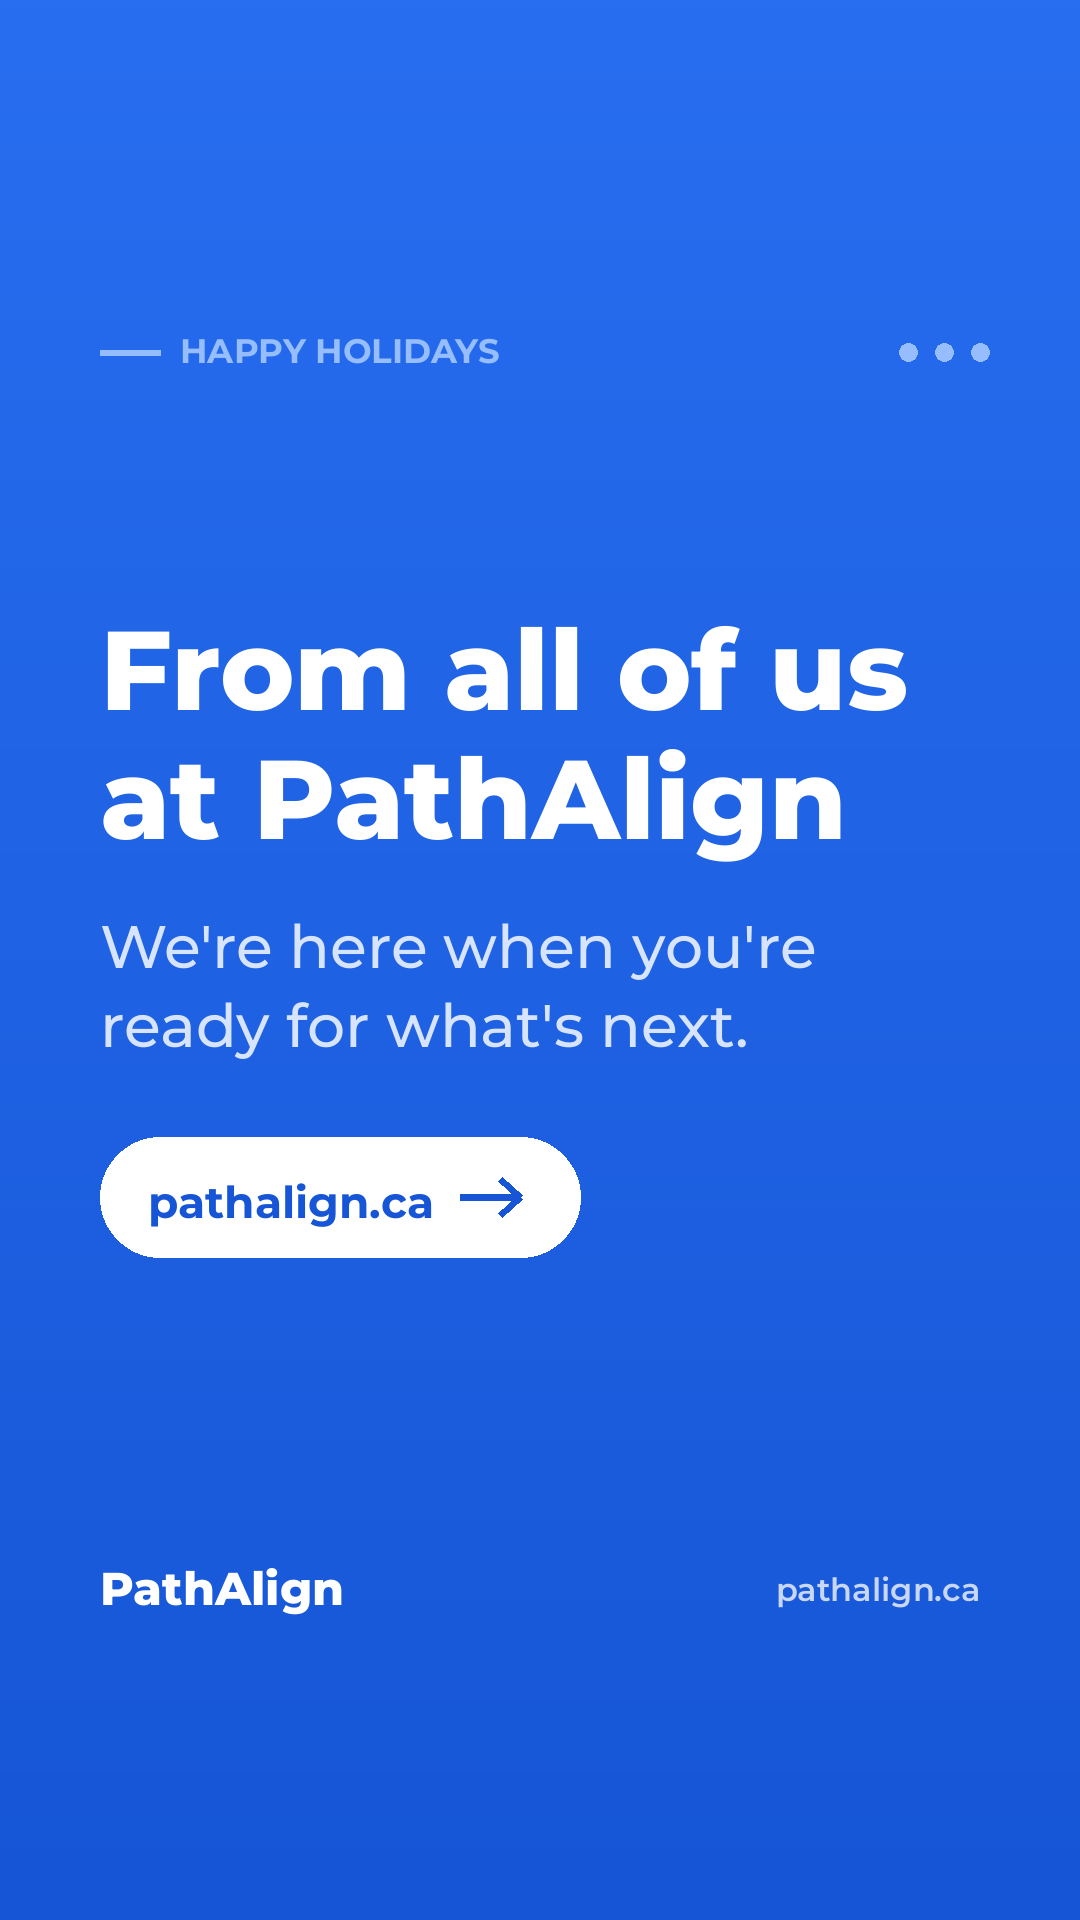 HAPPY HOLIDAYS
From all of us
at PathAlign
We're here when you're
ready for what's next.
pathalign.ca
PathAlign
pathalign.ca